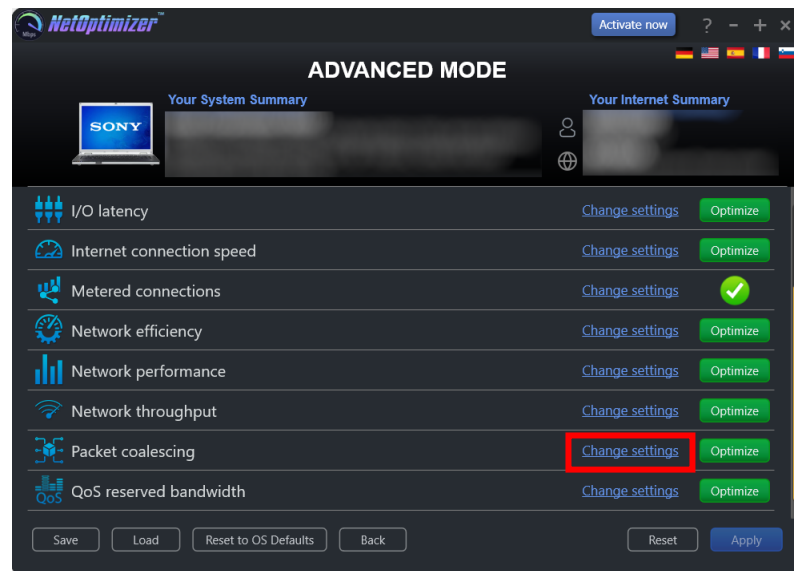 Mbps NetOptimizer™ Activate now ? - + ×
ADVANCED MODE
Your System Summary Your Internet Summary
SONY
I/O latency Change settings Optimize
Internet connection speed Change settings Optimize
Metered connections Change settings
Network efficiency Change settings Optimize
Network performance Change settings Optimize
Network throughput Change settings Optimize
Packet coalescing Change settings Optimize
QoS QoS reserved bandwidth Change settings Optimize
Save Load Reset to OS Defaults Back Reset Apply